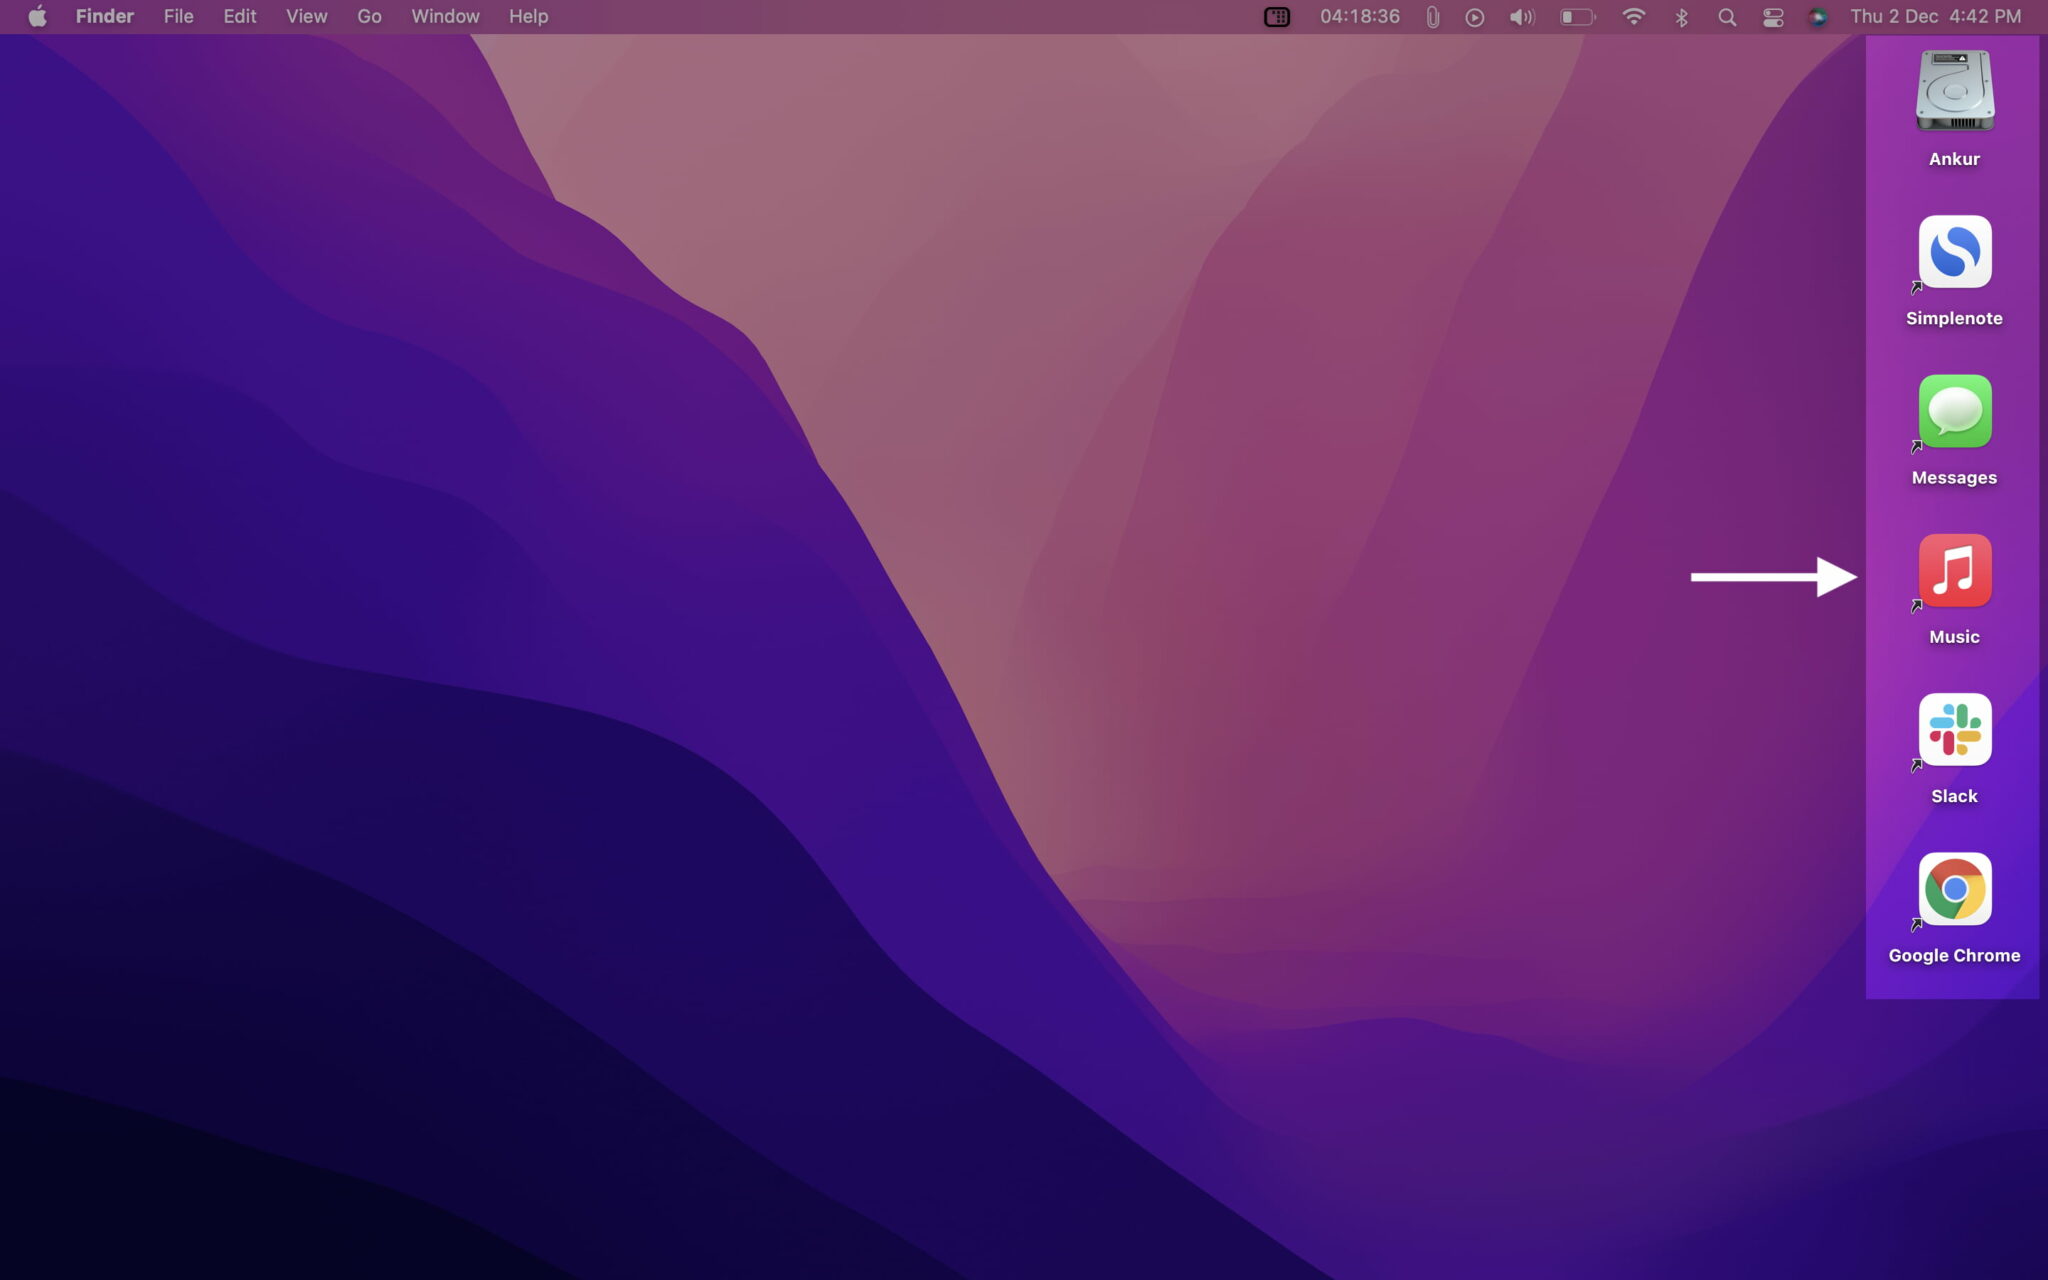 Finder File Edit View Go Window Help 04:18:36 Thu 2 Dec 4:42 PM
Ankur
Simplenote
Messages
Music
Slack
Google Chrome